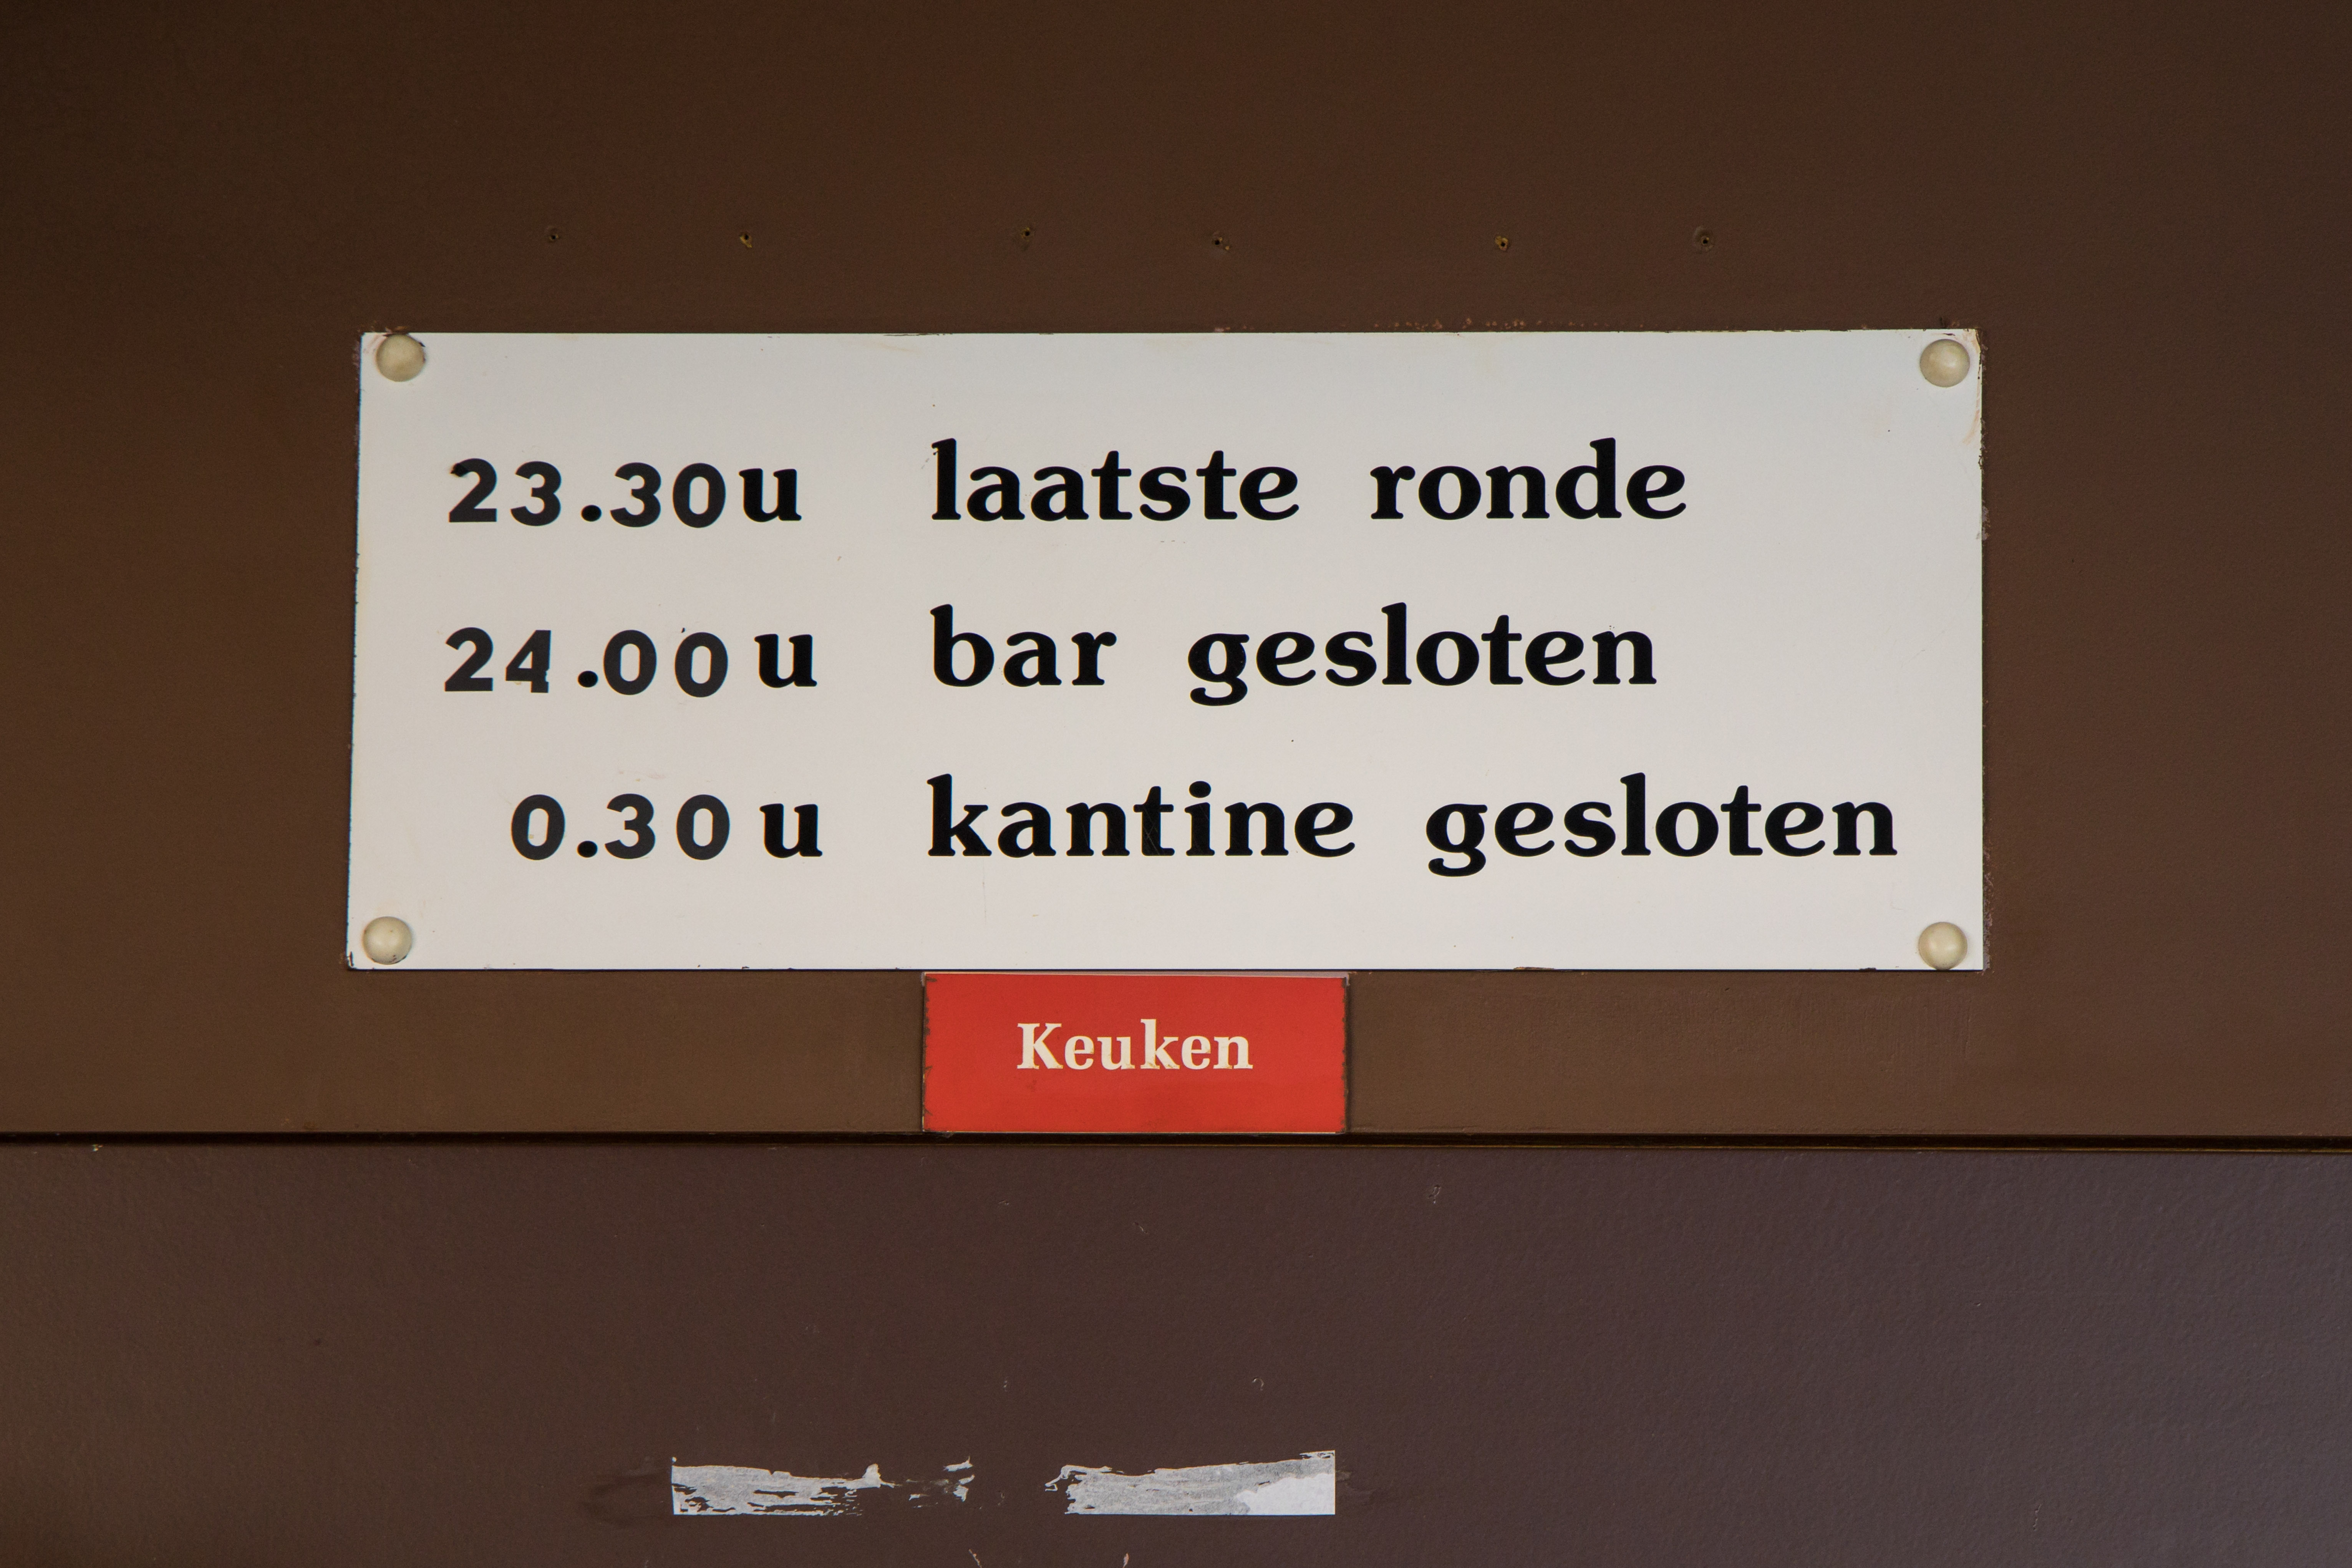 23.30u laatste ronde
24.00u bar gesloten
0.30u kantine gesloten
Keuken